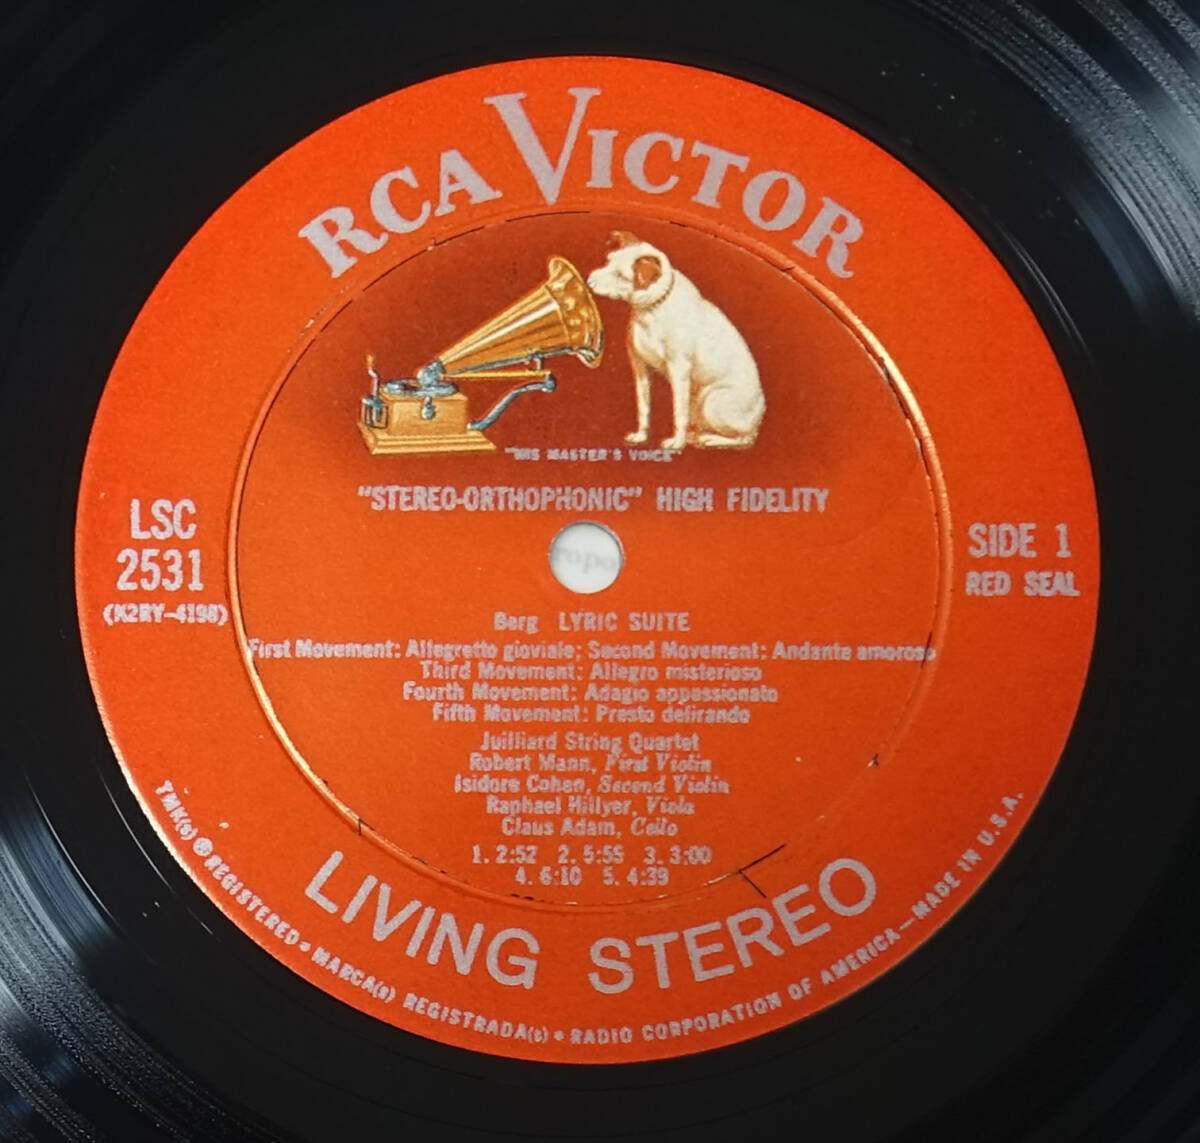 RCA VICTOR
"HIS MASTER'S VOICE"
"STEREO-ORTHOPHONIC" HIGH FIDELITY
LSC
2531
(M2RY-4198)
SIDE 1
RED SEAL
Berg LYRIC SUITE
First Movement: Allegretto gioviale; Second Movement: Andante amoroso
Third Movement: Allegro misterioso
Fourth Movement: Adagio appassionato
Fifth Movement: Presto delirando
Juilliard String Quartet
Robert Mann, First Violin
Isidore Cohen, Second Violin
Raphael Hillyer, Viola
Claus Adam, Cello
1. 2:52 2. 5:55 3. 3:00
4. 6:10 5. 4:39
LIVING STEREO
TMK(s) ® REGISTERED • MARCA(s) REGISTRADA(s) • RADIO CORPORATION OF AMERICA—MADE IN U.S.A.